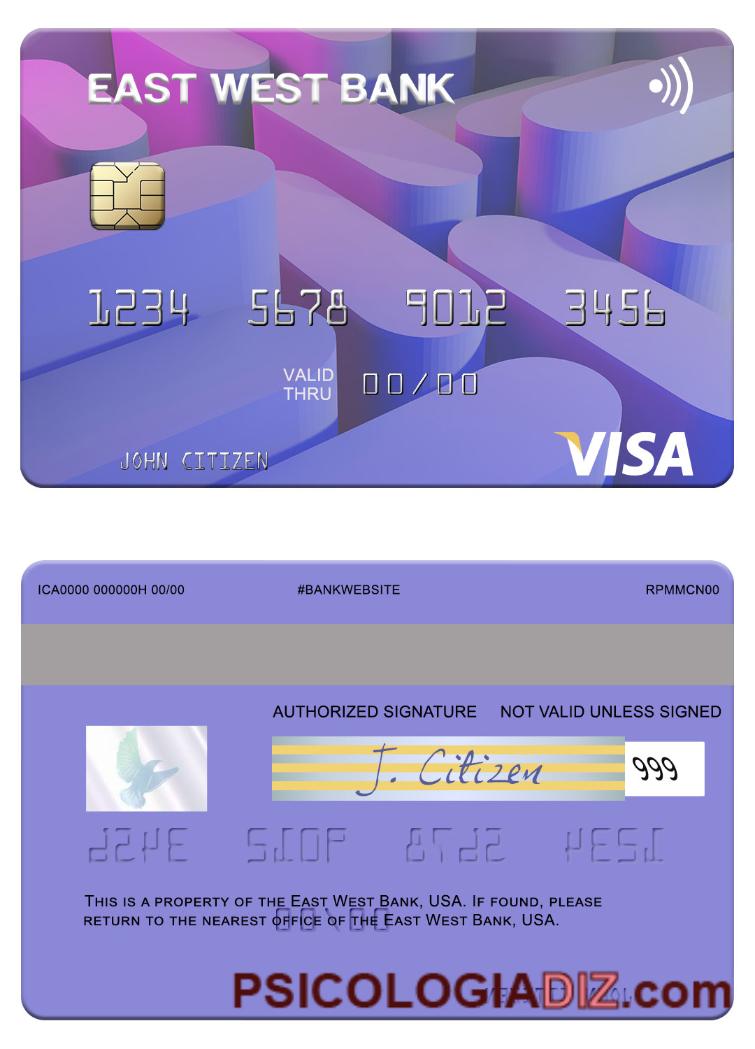 EAST WEST BANK
1234 5678 9012 3456
VALID THRU 00/00
JOHN CITIZEN
VISA
ICA0000 000000H 00/00 #BANKWEBSITE RPMMCN00
AUTHORIZED SIGNATURE NOT VALID UNLESS SIGNED
J. Citizen 999
THIS IS A PROPERTY OF THE EAST WEST BANK, USA. IF FOUND, PLEASE
RETURN TO THE NEAREST OFFICE OF THE EAST WEST BANK, USA.
PSICOLOGIADIZ.com